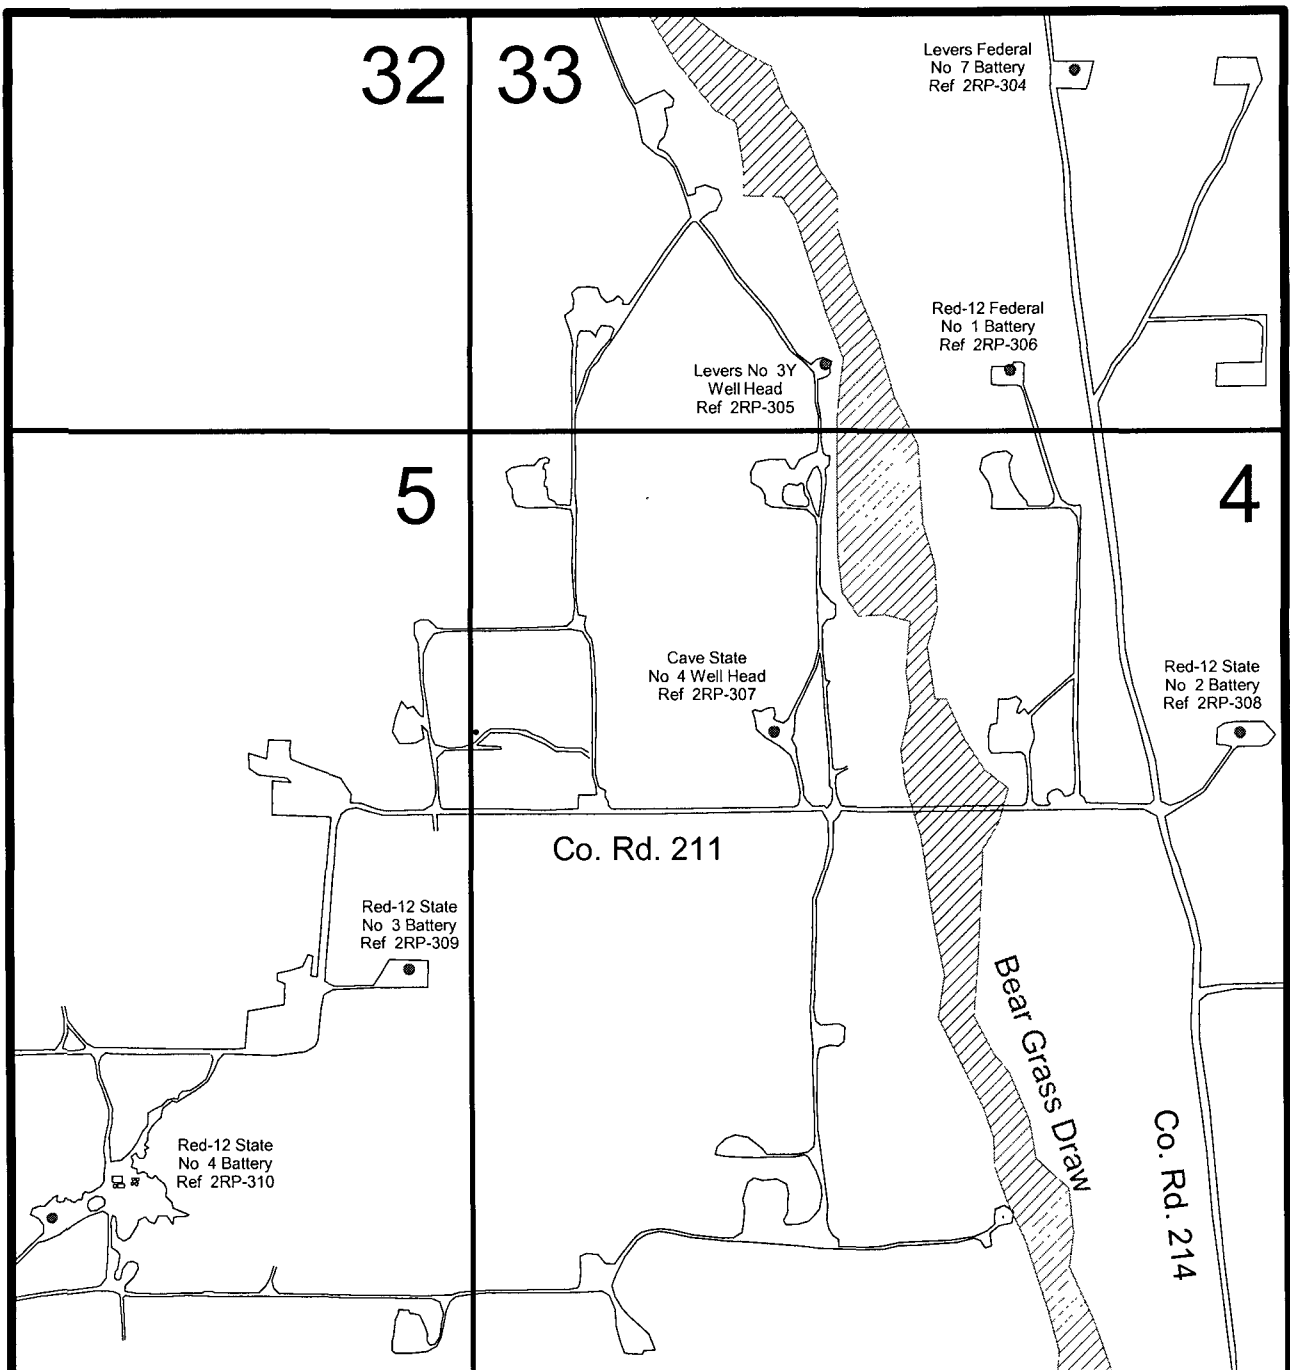 32
33
Levers Federal
No 7 Battery
Ref 2RP-304
Red-12 Federal
No 1 Battery
Ref 2RP-306
Levers No 3Y
Well Head
Ref 2RP-305
5
4
Cave State
No 4 Well Head
Ref 2RP-307
Red-12 State
No 2 Battery
Ref 2RP-308
Co. Rd. 211
Red-12 State
No 3 Battery
Ref 2RP-309
Bear Grass Draw
Co. Rd. 214
Red-12 State
No 4 Battery
Ref 2RP-310